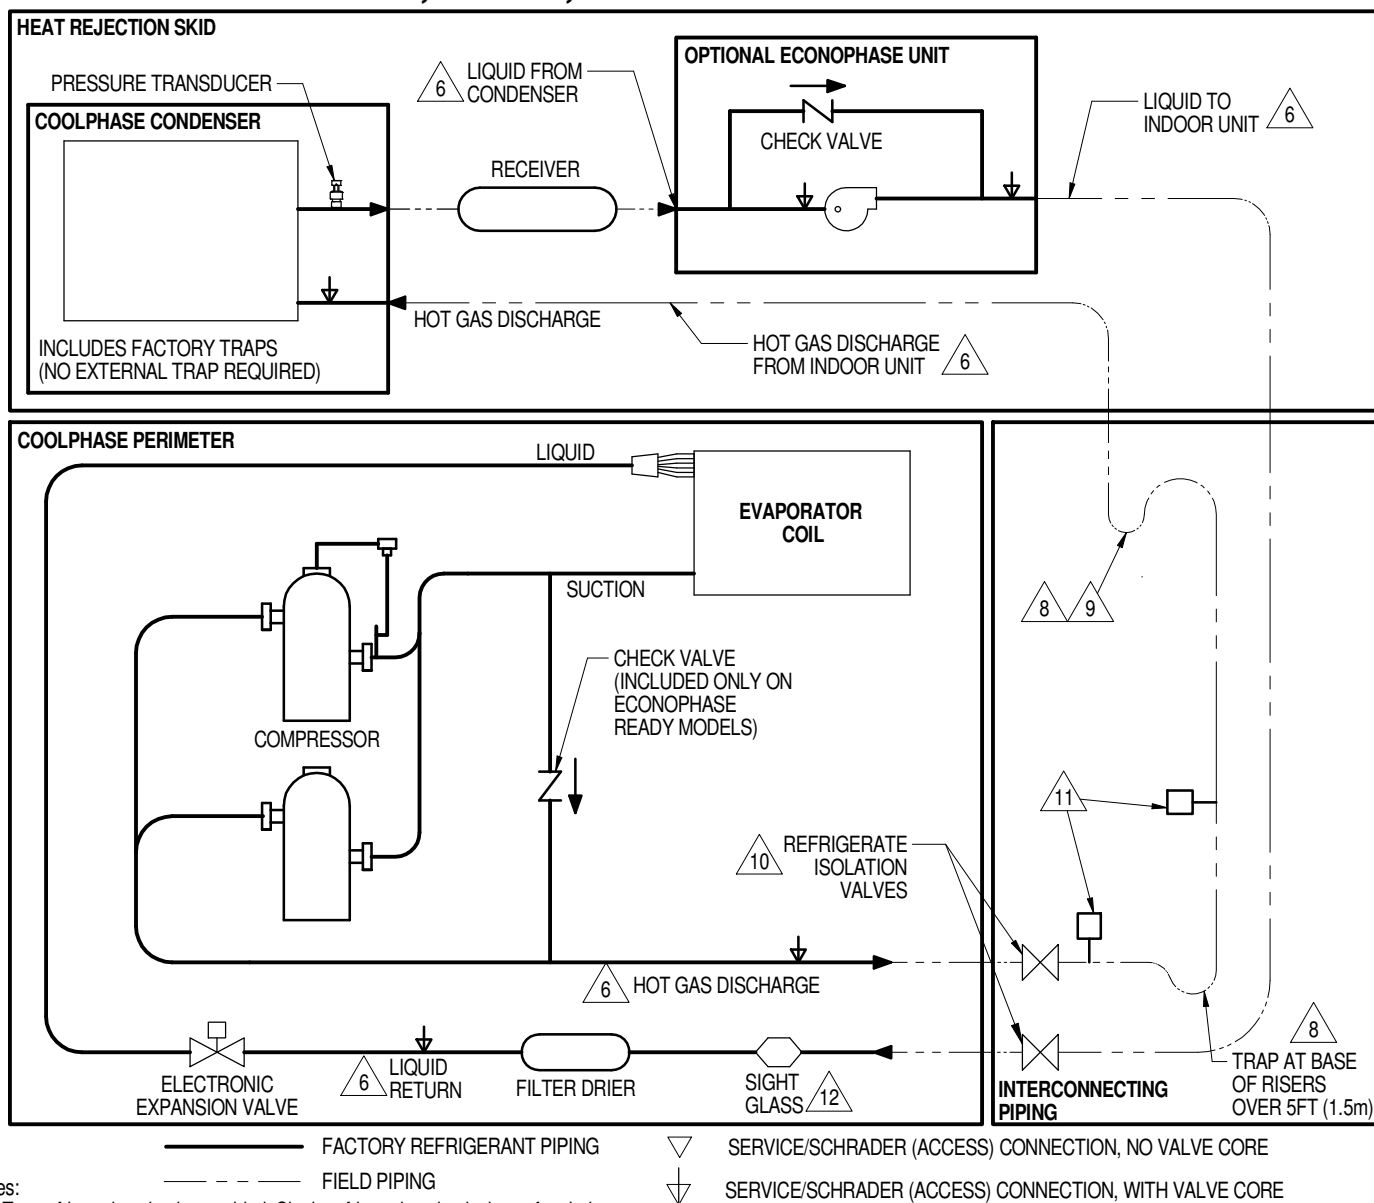 HEAT REJECTION SKID
PRESSURE TRANSDUCER
COOLPHASE CONDENSER
6
LIQUID FROM
CONDENSER
OPTIONAL ECONOPHASE UNIT
CHECK VALVE
LIQUID TO
INDOOR UNIT
6
RECEIVER
HOT GAS DISCHARGE
HOT GAS DISCHARGE
FROM INDOOR UNIT
6
INCLUDES FACTORY TRAPS
(NO EXTERNAL TRAP REQUIRED)
COOLPHASE PERIMETER
LIQUID
EVAPORATOR
COIL
SUCTION
8
9
CHECK VALVE
(INCLUDED ONLY ON
ECONOPHASE
READY MODELS)
COMPRESSOR
11
10
REFRIGERATE
ISOLATION
VALVES
6
HOT GAS DISCHARGE
8
TRAP AT BASE
OF RISERS
OVER 5FT (1.5m)
ELECTRONIC
EXPANSION VALVE
6
LIQUID
RETURN
FILTER DRIER
SIGHT
GLASS
12
INTERCONNECTING
PIPING
FACTORY REFRIGERANT PIPING
SERVICE/SCHRADER (ACCESS) CONNECTION, NO VALVE CORE
FIELD PIPING
SERVICE/SCHRADER (ACCESS) CONNECTION, WITH VALVE CORE
es: